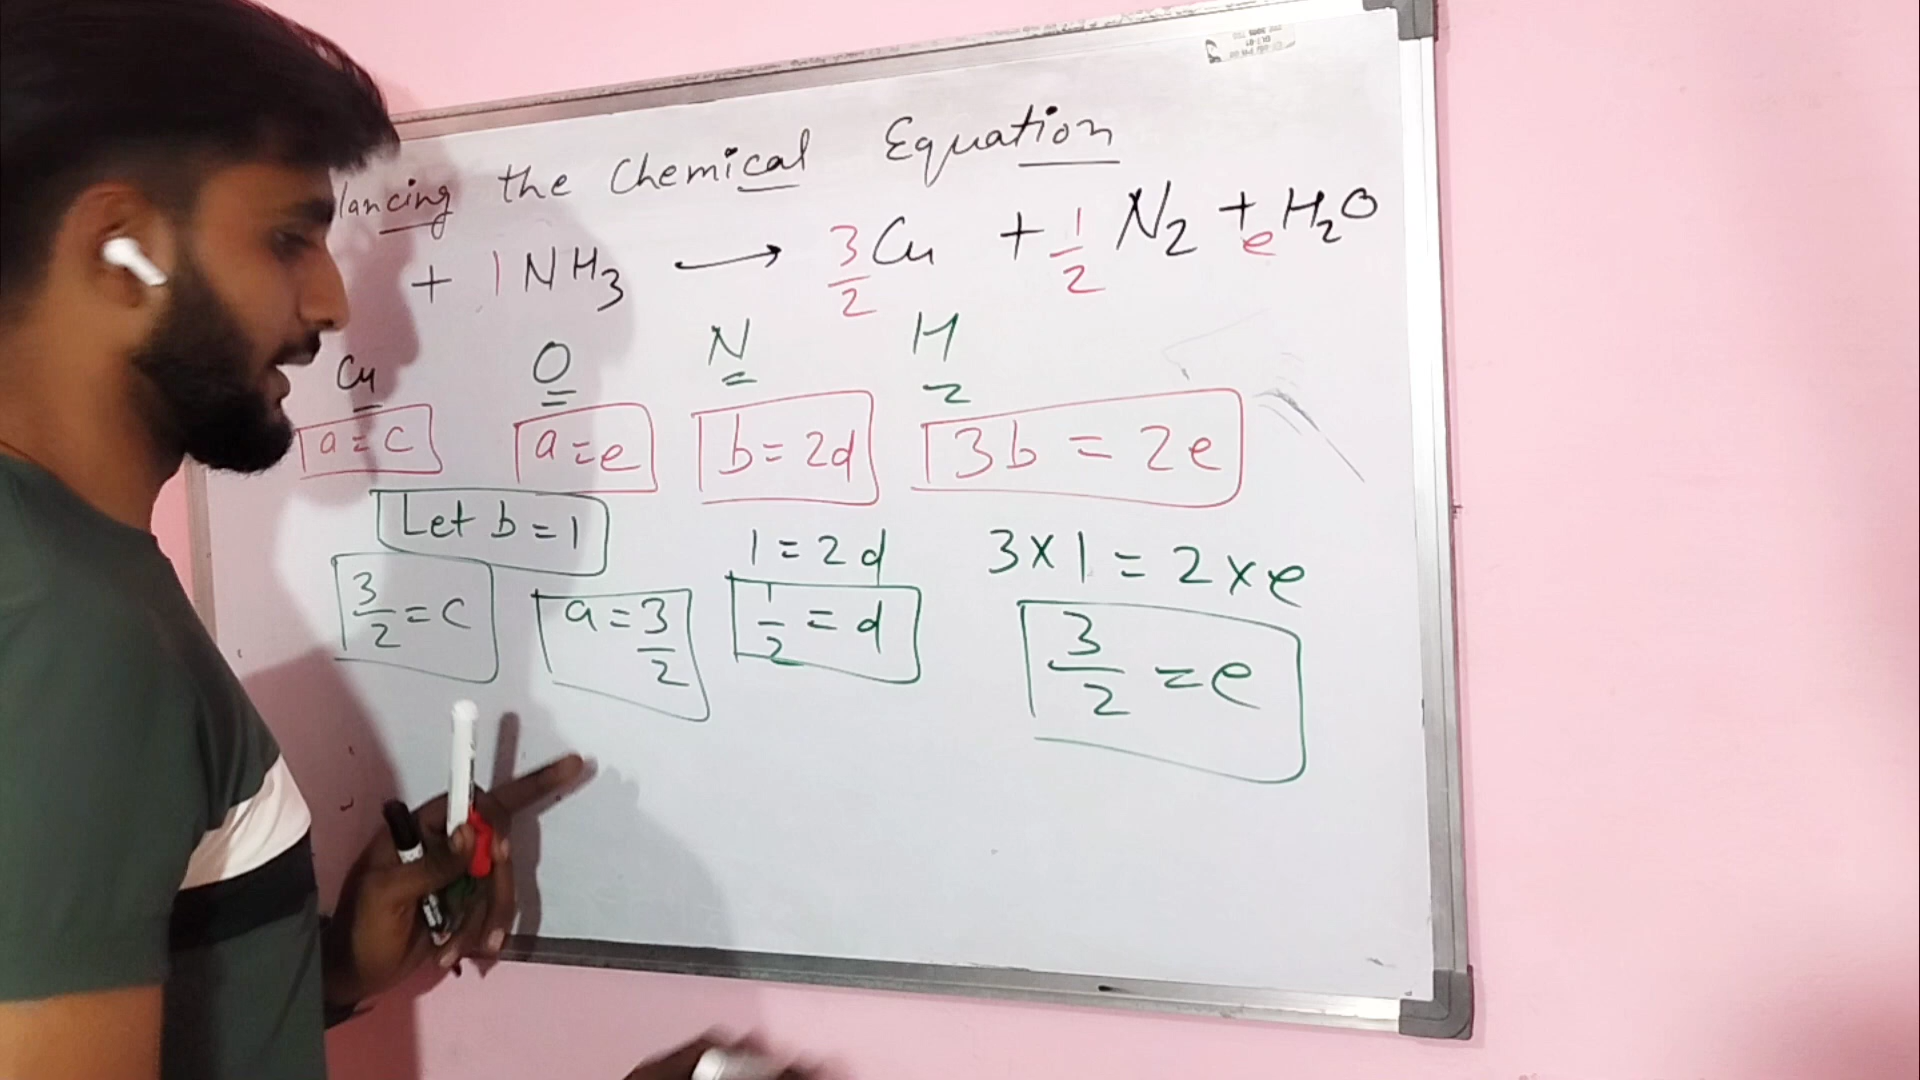 lancing the Chemical Equation
+ 1 NH3 → 3/2 Cu + 1/2 N2 + e H2O
Cu O N H
a = c a = e b = 2d 3b = 2e
Let b = 1 1 = 2d 3 x 1 = 2 x e
3/2 = c a = 3/2 1/2 = d 3/2 = e